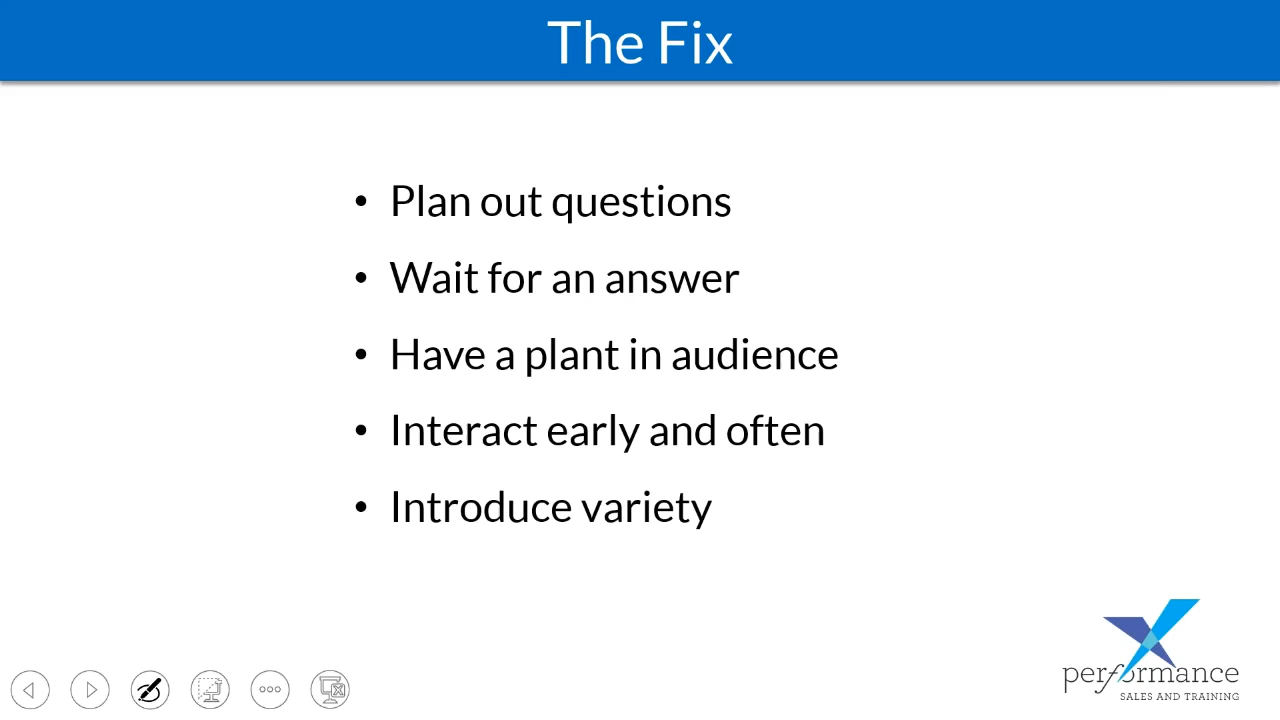 The Fix
• Plan out questions
• Wait for an answer
• Have a plant in audience
• Interact early and often
• Introduce variety
performance
SALES AND TRAINING